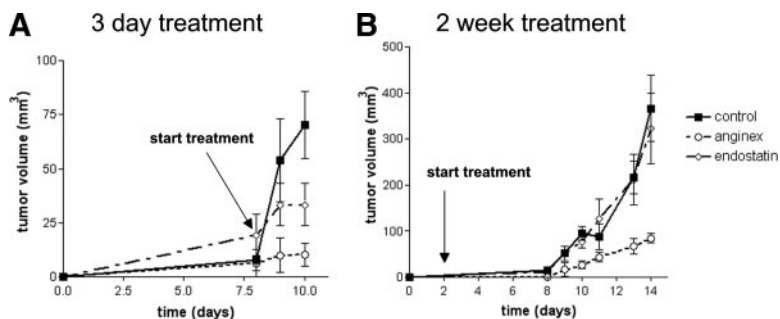 A 3 day treatment
tumor volume (mm³)
100
75
50
25
0
start treatment
0.0 2.5 5.0 7.5 10.0
time (days)
B 2 week treatment
tumor volume (mm³)
500
400
300
200
100
0
start treatment
0 2 4 6 8 10 12 14
time (days)
control
anginex
endostatin